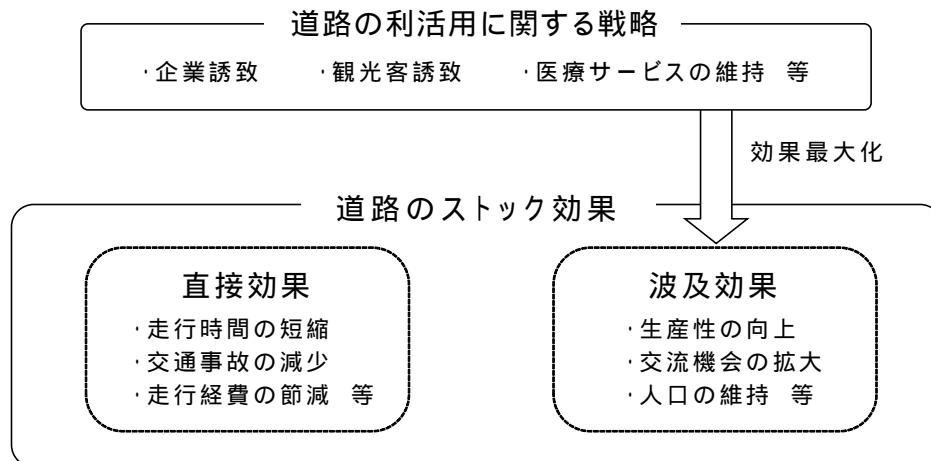 道路の利活用に関する戦略
・企業誘致 ・観光客誘致 ・医療サービスの維持 等
効果最大化
道路のストック効果
直接効果
・走行時間の短縮
・交通事故の減少
・走行経費の節減 等
波及効果
・生産性の向上
・交流機会の拡大
・人口の維持 等